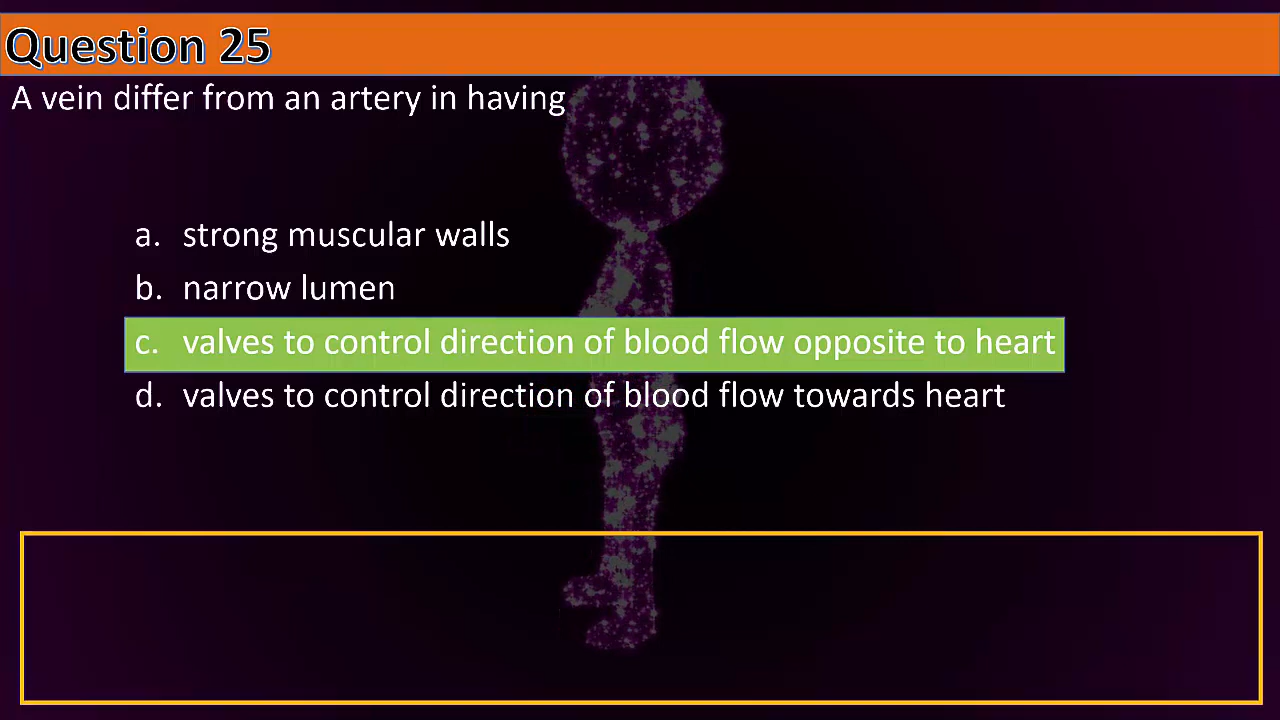 Question 25
A vein differ from an artery in having
a. strong muscular walls
b. narrow lumen
c. valves to control direction of blood flow opposite to heart
d. valves to control direction of blood flow towards heart